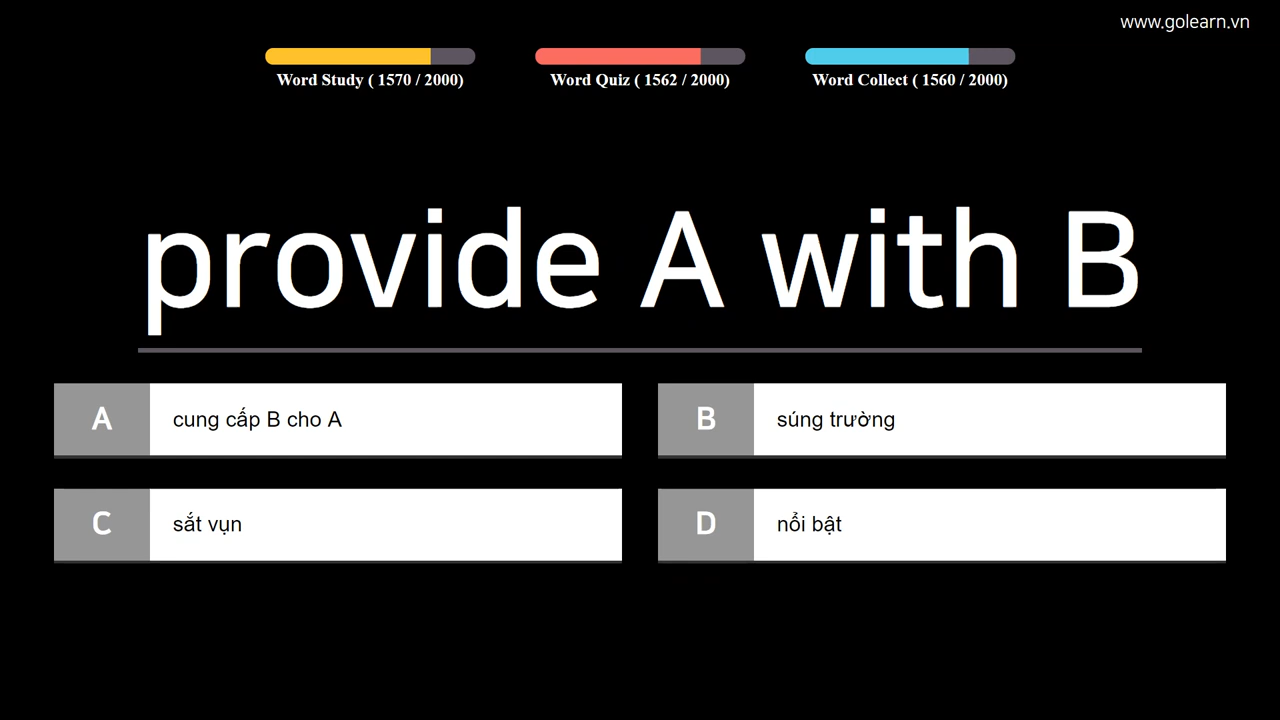 www.golearn.vn
Word Study ( 1570 / 2000)
Word Quiz ( 1562 / 2000)
Word Collect ( 1560 / 2000)
provide A with B
A cung cấp B cho A
B súng trường
C sắt vụn
D nổi bật